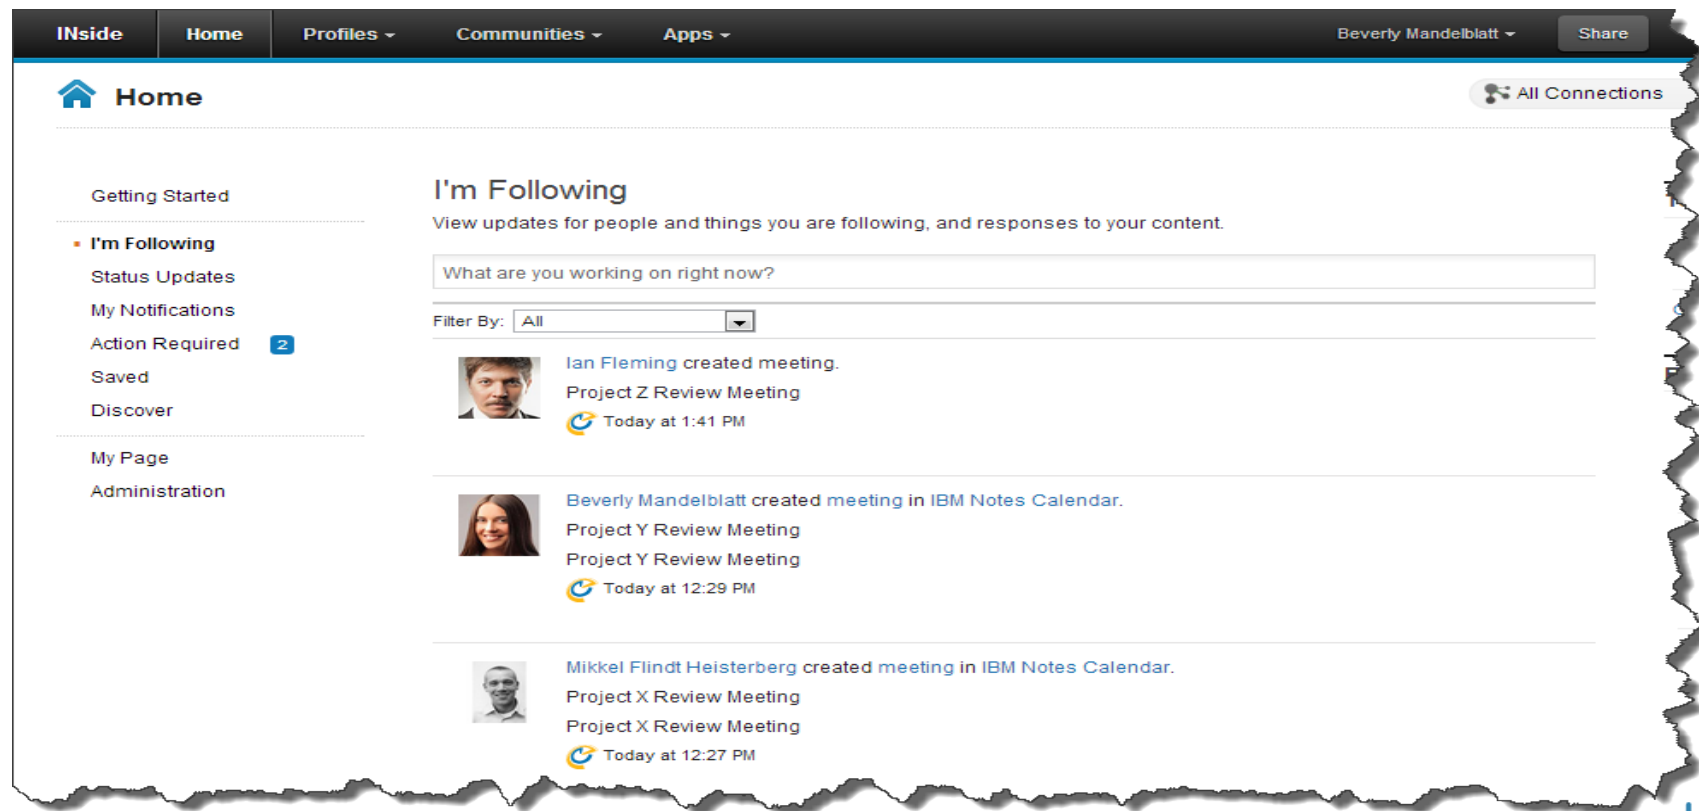 INside Home Profiles Communities Apps Beverly Mandelblatt Share
Home
All Connections
Getting Started
I'm Following
Status Updates
My Notifications
Action Required 2
Saved
Discover
My Page
Administration
I'm Following
View updates for people and things you are following, and responses to your content.
What are you working on right now?
Filter By: All
Ian Fleming created meeting.
Project Z Review Meeting
Today at 1:41 PM
Beverly Mandelblatt created meeting in IBM Notes Calendar.
Project Y Review Meeting
Project Y Review Meeting
Today at 12:29 PM
Mikkel Flindt Heisterberg created meeting in IBM Notes Calendar.
Project X Review Meeting
Project X Review Meeting
Today at 12:27 PM